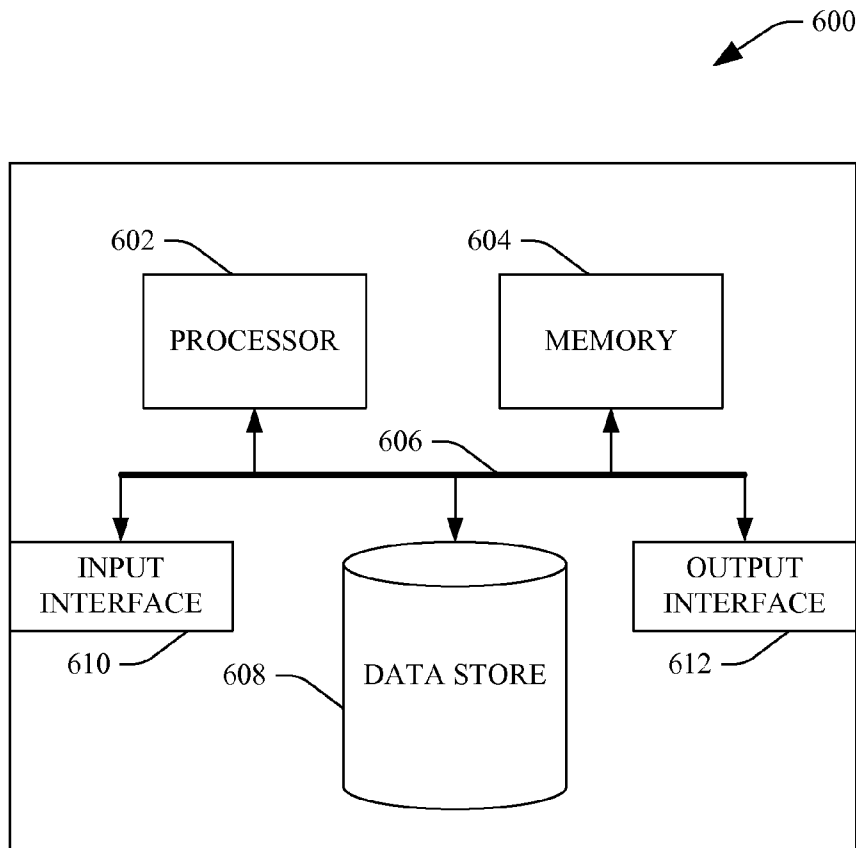 600
602
604
PROCESSOR
MEMORY
606
INPUT
INTERFACE
OUTPUT
INTERFACE
610
608
DATA STORE
612